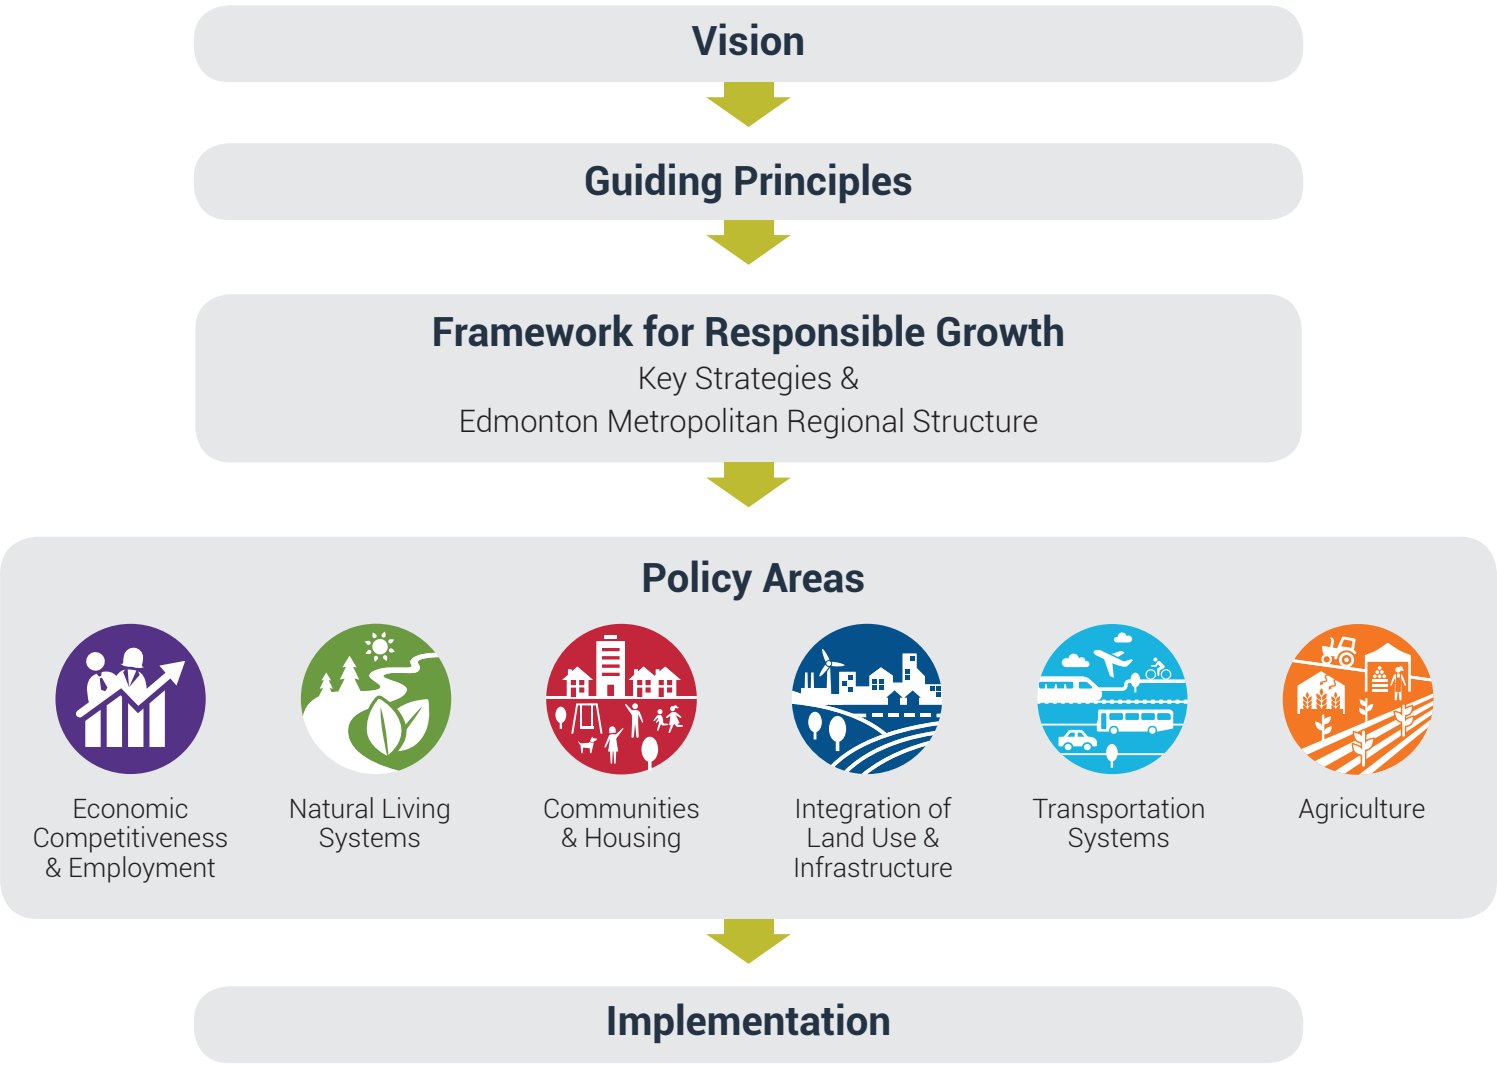 Vision
Guiding Principles
Framework for Responsible Growth
Key Strategies &
Edmonton Metropolitan Regional Structure
Policy Areas
Economic
Competitiveness
& Employment
Natural Living
Systems
Communities
& Housing
Integration of
Land Use &
Infrastructure
Transportation
Systems
Agriculture
Implementation